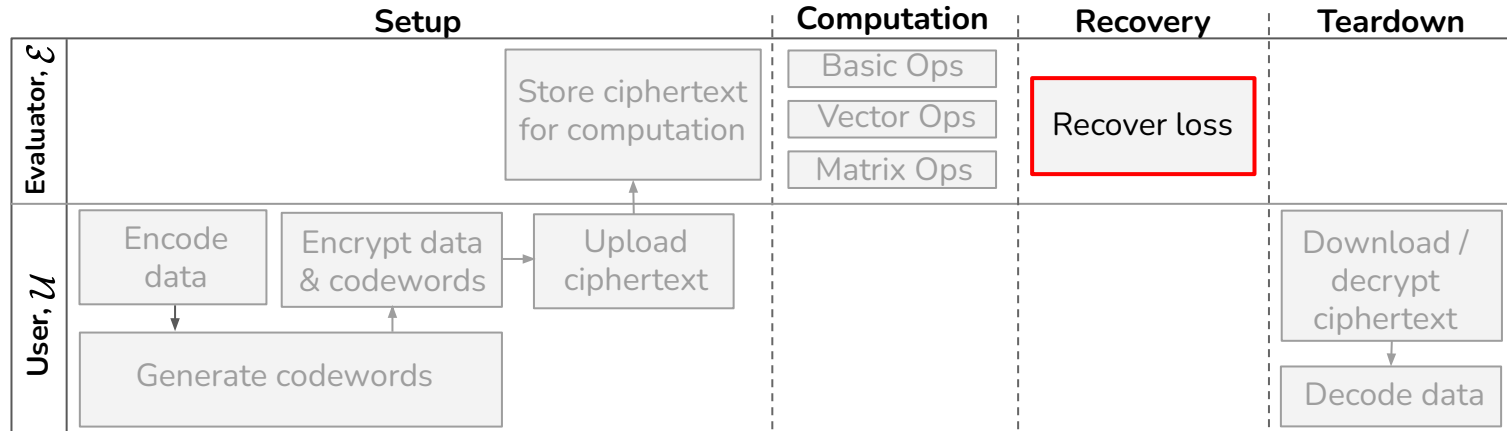 Setup
Computation
Recovery
Teardown
Evaluator, ℰ
Store ciphertext
for computation
Basic Ops
Vector Ops
Matrix Ops
Recover loss
User, 𝒰
Encode
data
Encrypt data
& codewords
Upload
ciphertext
Generate codewords
Download /
decrypt
ciphertext
Decode data